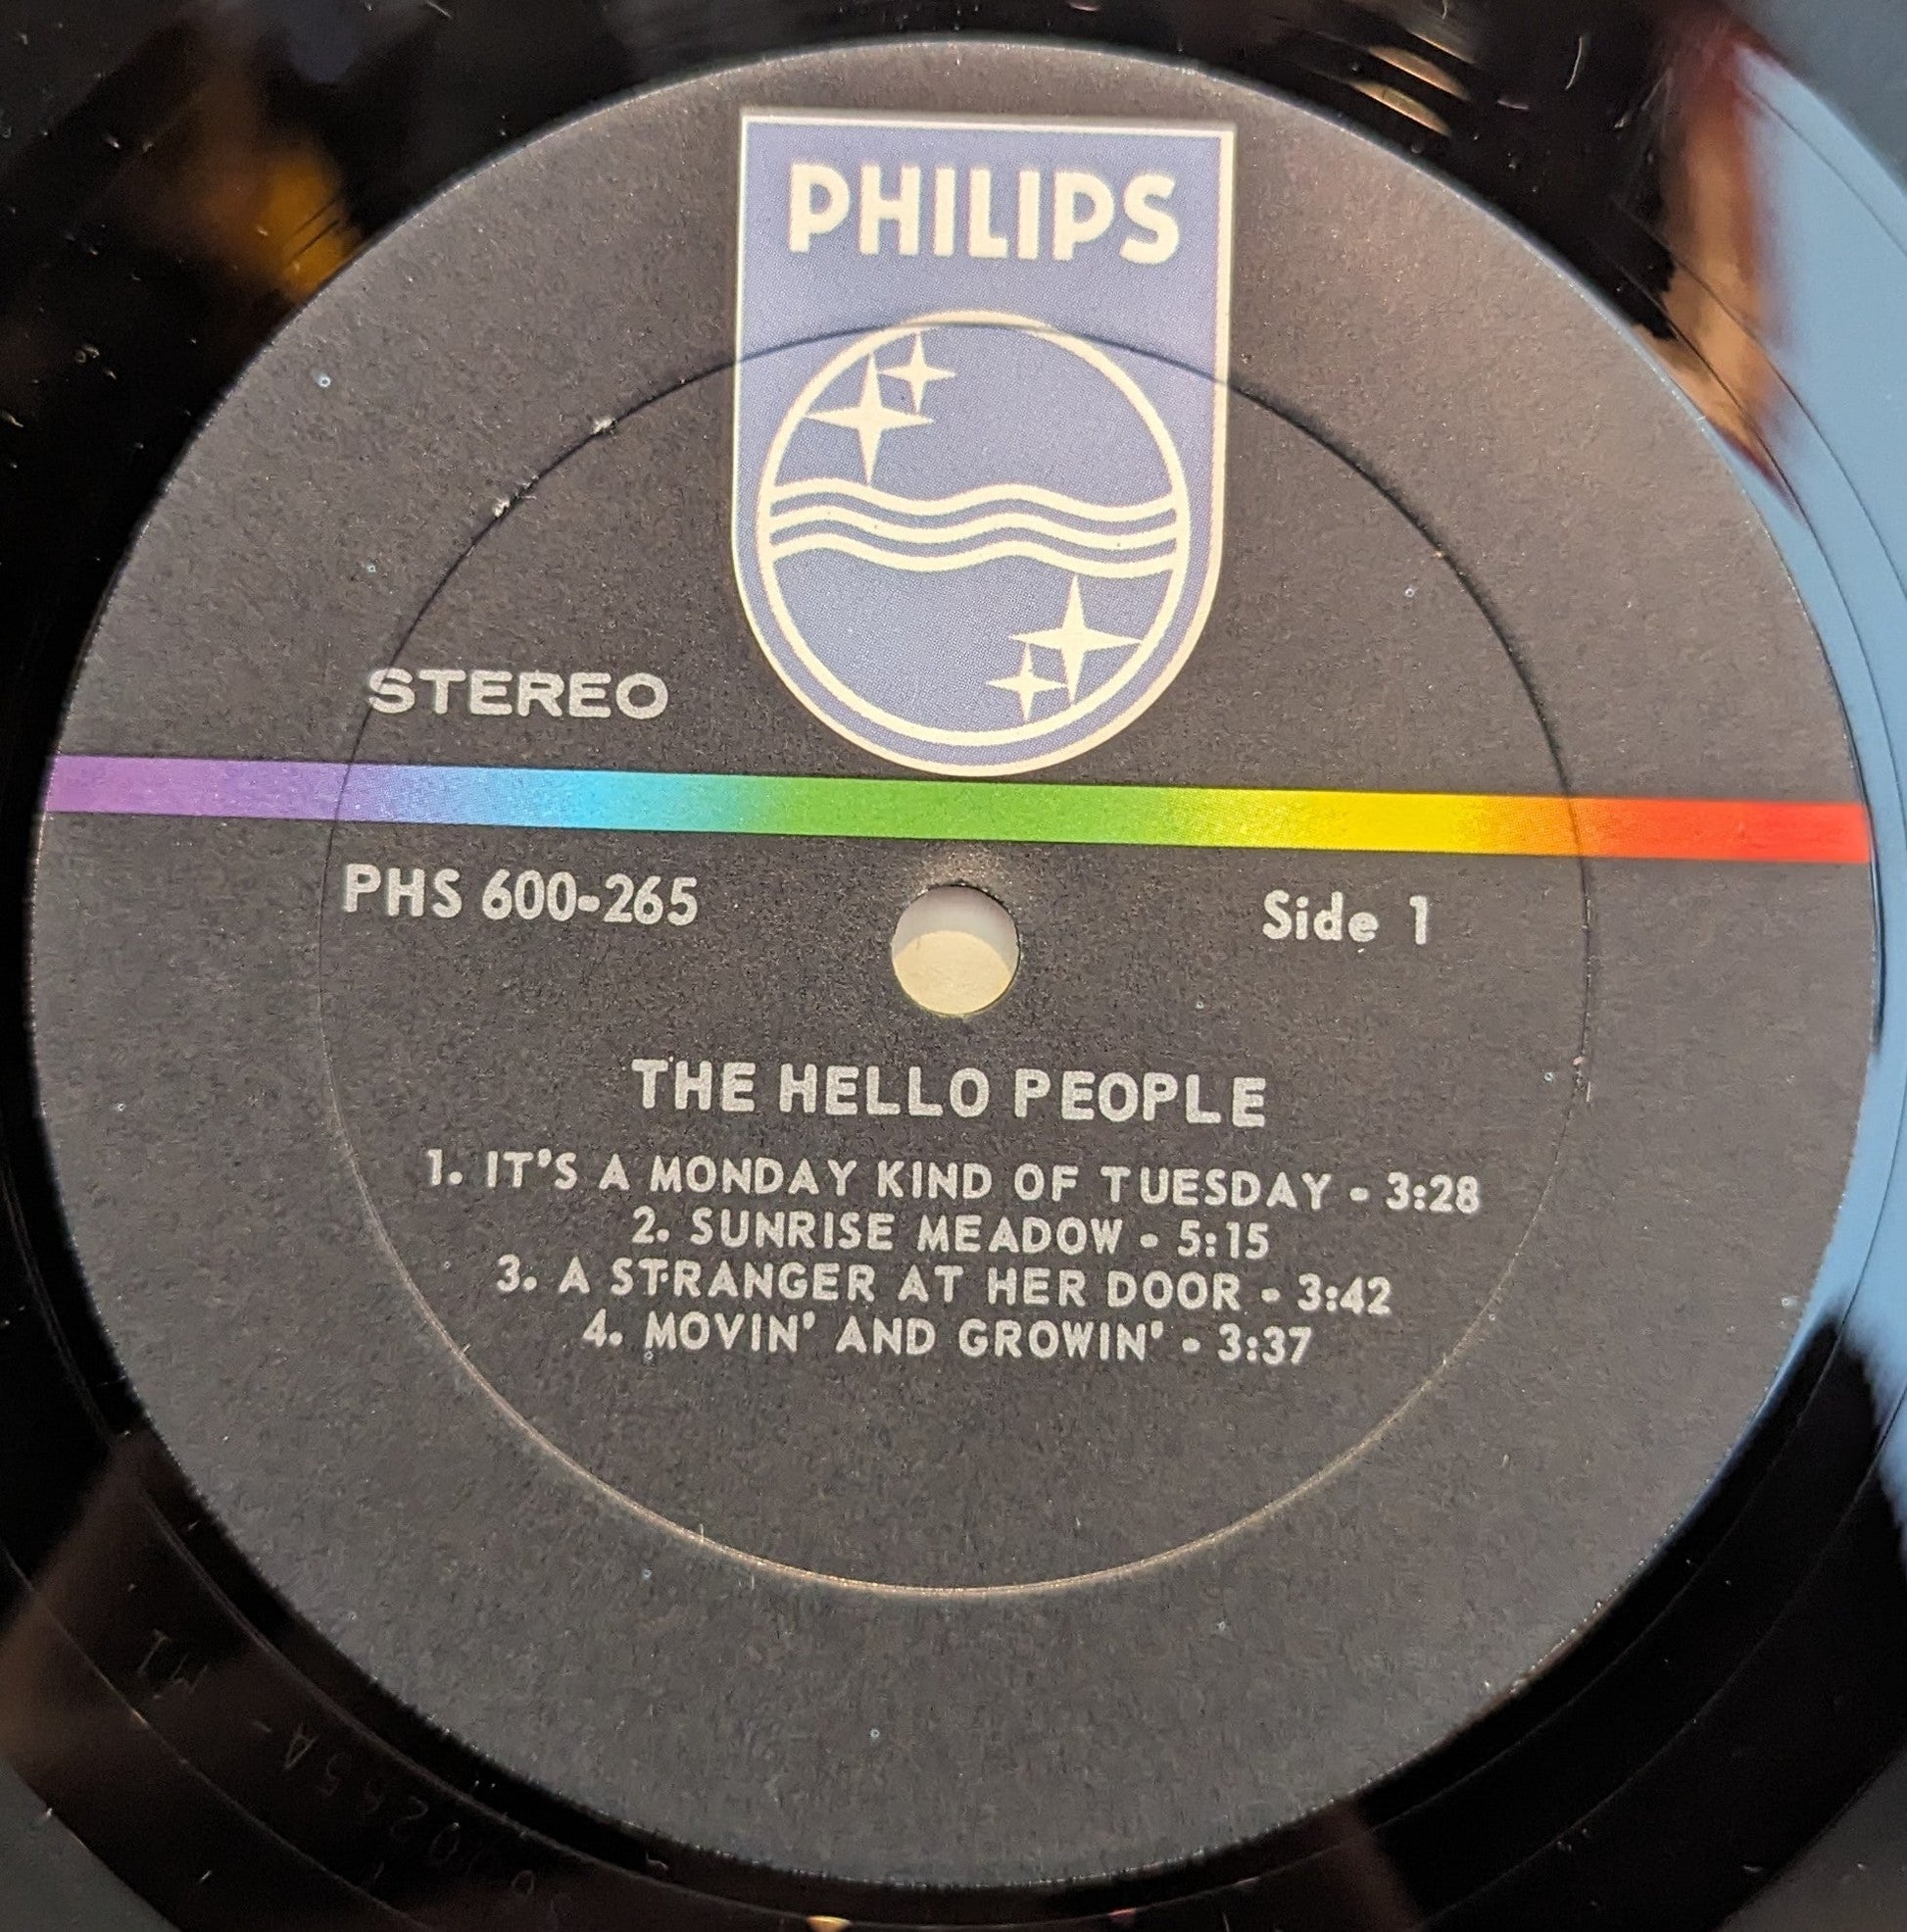 PHILIPS
STEREO
PHS 600-265
Side 1
THE HELLO PEOPLE
1. IT'S A MONDAY KIND OF TUESDAY - 3:28
2. SUNRISE MEADOW - 5:15
3. A STRANGER AT HER DOOR - 3:42
4. MOVIN' AND GROWIN' - 3:37